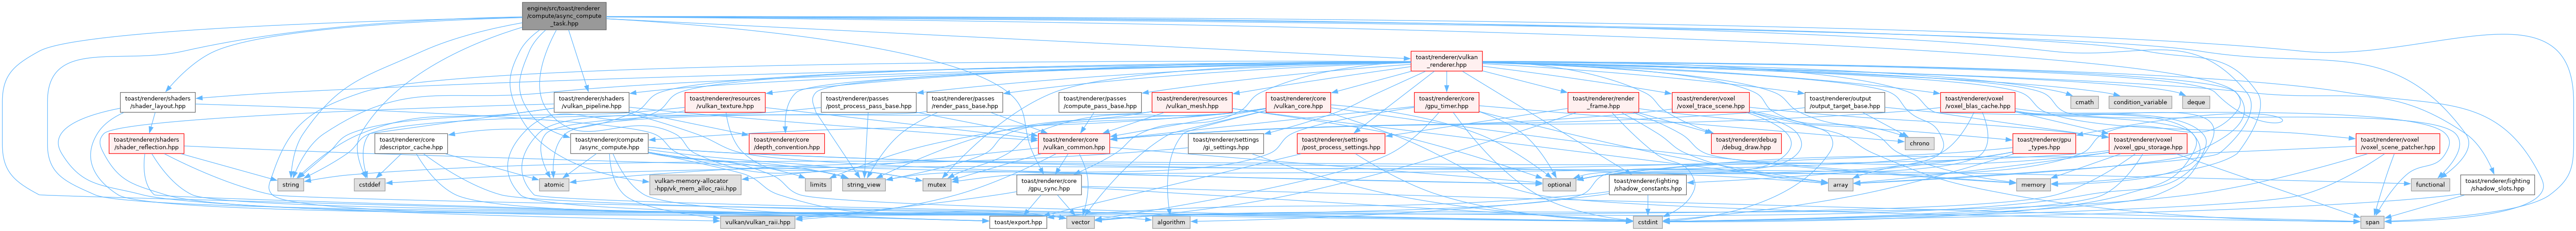 engine/src/toast/renderer
/compute/async_compute
_task.hpp
toast/renderer/vulkan
_renderer.hpp
toast/renderer/shaders
/shader_layout.hpp
toast/renderer/shaders
/vulkan_pipeline.hpp
toast/renderer/resources
/vulkan_texture.hpp
toast/renderer/passes
/post_process_pass_base.hpp
toast/renderer/passes
/render_pass_base.hpp
toast/renderer/passes
/compute_pass_base.hpp
toast/renderer/resources
/vulkan_mesh.hpp
toast/renderer/core
/vulkan_core.hpp
toast/renderer/core
/gpu_timer.hpp
toast/renderer/render
_frame.hpp
toast/renderer/voxel
/voxel_trace_scene.hpp
toast/renderer/output
/output_target_base.hpp
toast/renderer/voxel
/voxel_blas_cache.hpp
cmath
condition_variable
deque
toast/renderer/shaders
/shader_reflection.hpp
toast/renderer/core
/descriptor_cache.hpp
toast/renderer/compute
/async_compute.hpp
toast/renderer/core
/depth_convention.hpp
toast/renderer/core
/vulkan_common.hpp
toast/renderer/settings
/gi_settings.hpp
toast/renderer/settings
/post_process_settings.hpp
toast/renderer/debug
/debug_draw.hpp
chrono
toast/renderer/gpu
_types.hpp
toast/renderer/voxel
/voxel_gpu_storage.hpp
toast/renderer/voxel
/voxel_scene_patcher.hpp
string
cstddef
atomic
vulkan-memory-allocator
-hpp/vk_mem_alloc_raii.hpp
limits
string_view
mutex
toast/renderer/core
/gpu_sync.hpp
optional
toast/renderer/lighting
/shadow_constants.hpp
array
memory
functional
toast/renderer/lighting
/shadow_slots.hpp
vulkan/vulkan_raii.hpp
toast/export.hpp
vector
algorithm
cstdint
span